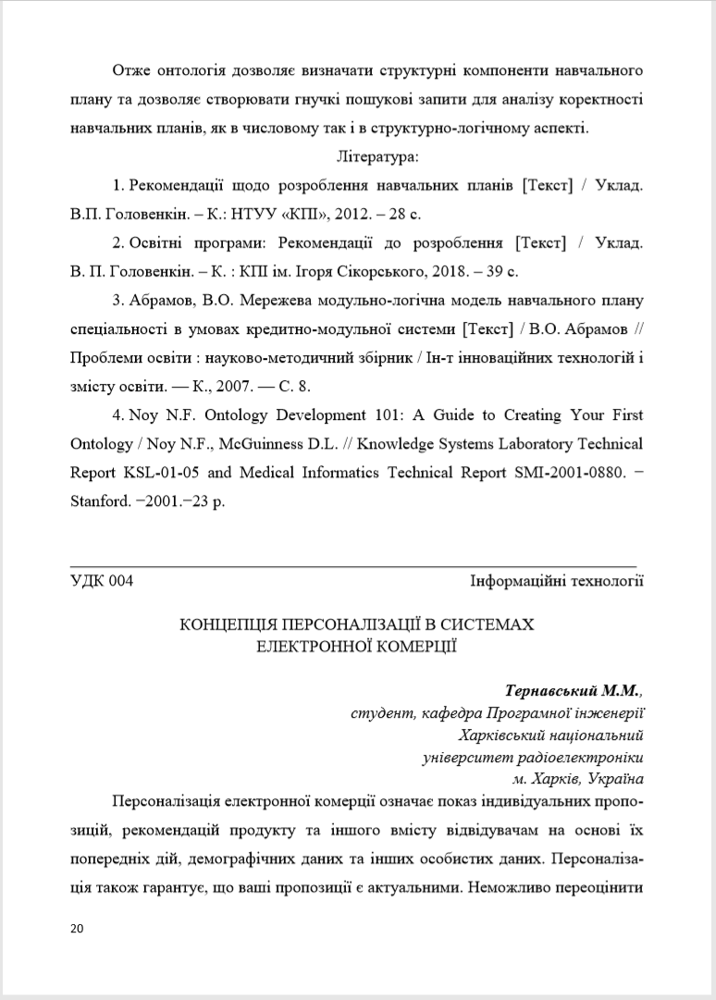 Отже онтологія дозволяє визначати структурні компоненти навчального
плану та дозволяє створювати гнучкі пошукові запити для аналізу коректності
навчальних планів, як в числовому так і в структурно-логічному аспекті.
Література:
1. Рекомендації щодо розроблення навчальних планів [Текст] / Уклад.
В.П. Головенкін. – К.: НТУУ «КПІ», 2012. – 28 с.
2. Освітні програми: Рекомендації до розроблення [Текст] / Уклад.
В. П. Головенкін. – К. : КПІ ім. Ігоря Сікорського, 2018. – 39 с.
3. Абрамов, В.О. Мережева модульно-логічна модель навчального плану
спеціальності в умовах кредитно-модульної системи [Текст] / В.О. Абрамов //
Проблеми освіти : науково-методичний збірник / Ін-т інноваційних технологій і
змісту освіти. — К., 2007. — С. 8.
4. Noy N.F. Ontology Development 101: A Guide to Creating Your First
Ontology / Noy N.F., McGuinness D.L. // Knowledge Systems Laboratory Technical
Report KSL-01-05 and Medical Informatics Technical Report SMI-2001-0880. −
Stanford. −2001.−23 p.
УДК 004 Інформаційні технології
КОНЦЕПЦІЯ ПЕРСОНАЛІЗАЦІЇ В СИСТЕМАХ
ЕЛЕКТРОННОЇ КОМЕРЦІЇ
Тернавський М.М.,
студент, кафедра Програмної інженерії
Харківський національний
університет радіоелектроніки
м. Харків, Україна
Персоналізація електронної комерції означає показ індивідуальних пропо-
зицій, рекомендацій продукту та іншого вмісту відвідувачам на основі їх
попередніх дій, демографічних даних та інших особистих даних. Персоналіза-
ція також гарантує, що ваші пропозиції є актуальними. Неможливо переоцінити
20